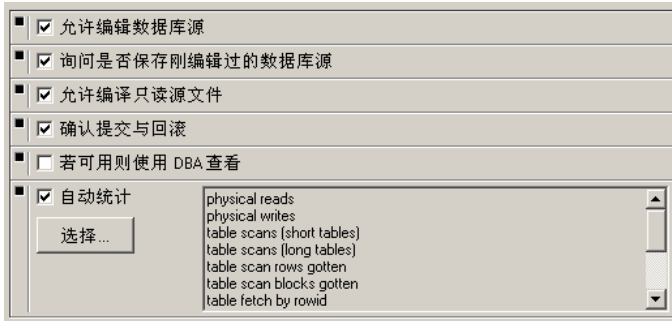 允许编辑数据库源
询问是否保存刚编辑过的数据库源
允许编译只读源文件
确认提交与回滚
若可用则使用 DBA 查看
自动统计
选择...
physical reads
physical writes
table scans (short tables)
table scans (long tables)
table scan rows gotten
table scan blocks gotten
table fetch by rowid